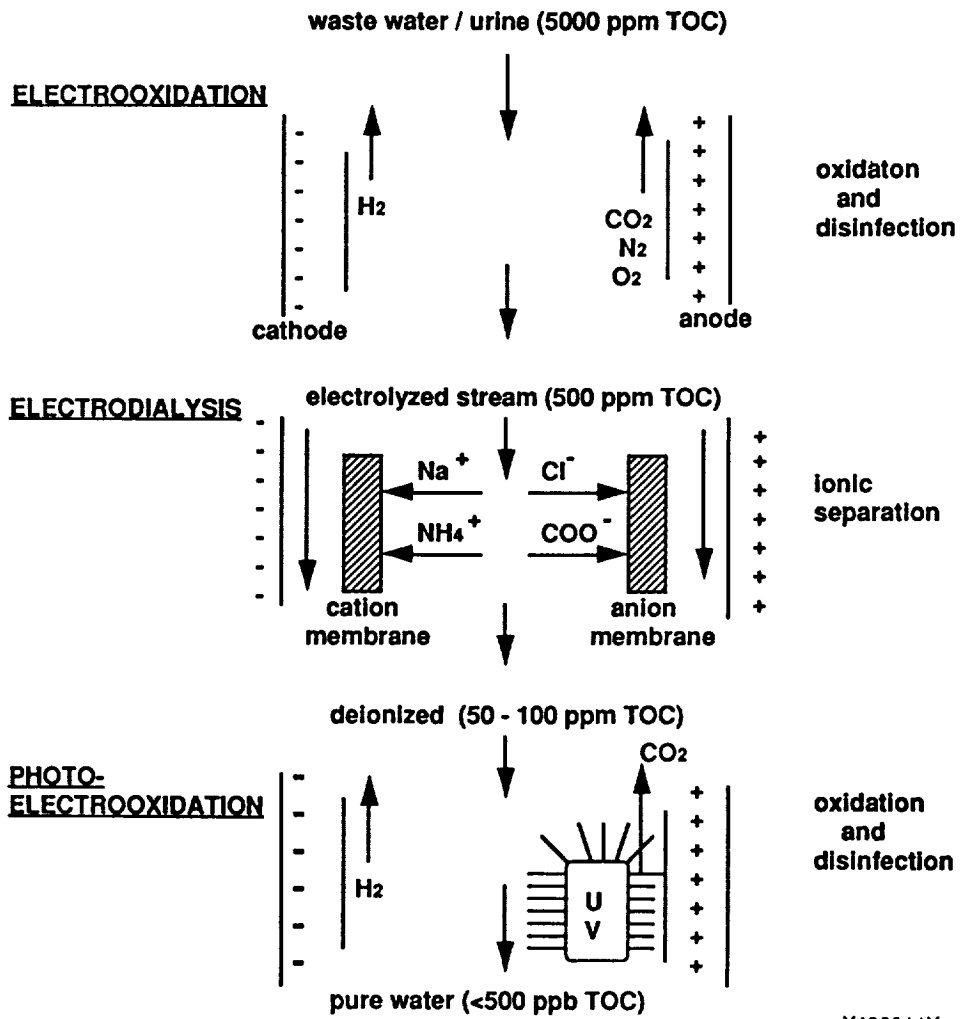 waste water / urine (5000 ppm TOC)
ELECTROOXIDATION
- - - - - - -
+ + + + + + +
H2
CO2
N2
O2
oxidaton
and
disinfection
cathode
anode
electrolyzed stream (500 ppm TOC)
ELECTRODIALYSIS
- - - - - - -
+ + + + + + +
Na+
Cl-
NH4+
COO-
ionic
separation
cation
membrane
anion
membrane
deionized (50 - 100 ppm TOC)
CO2
PHOTO-
ELECTROOXIDATION
- - - - - -
+ + + + + + + +
H2
U
V
oxidation
and
disinfection
pure water (<500 ppb TOC)